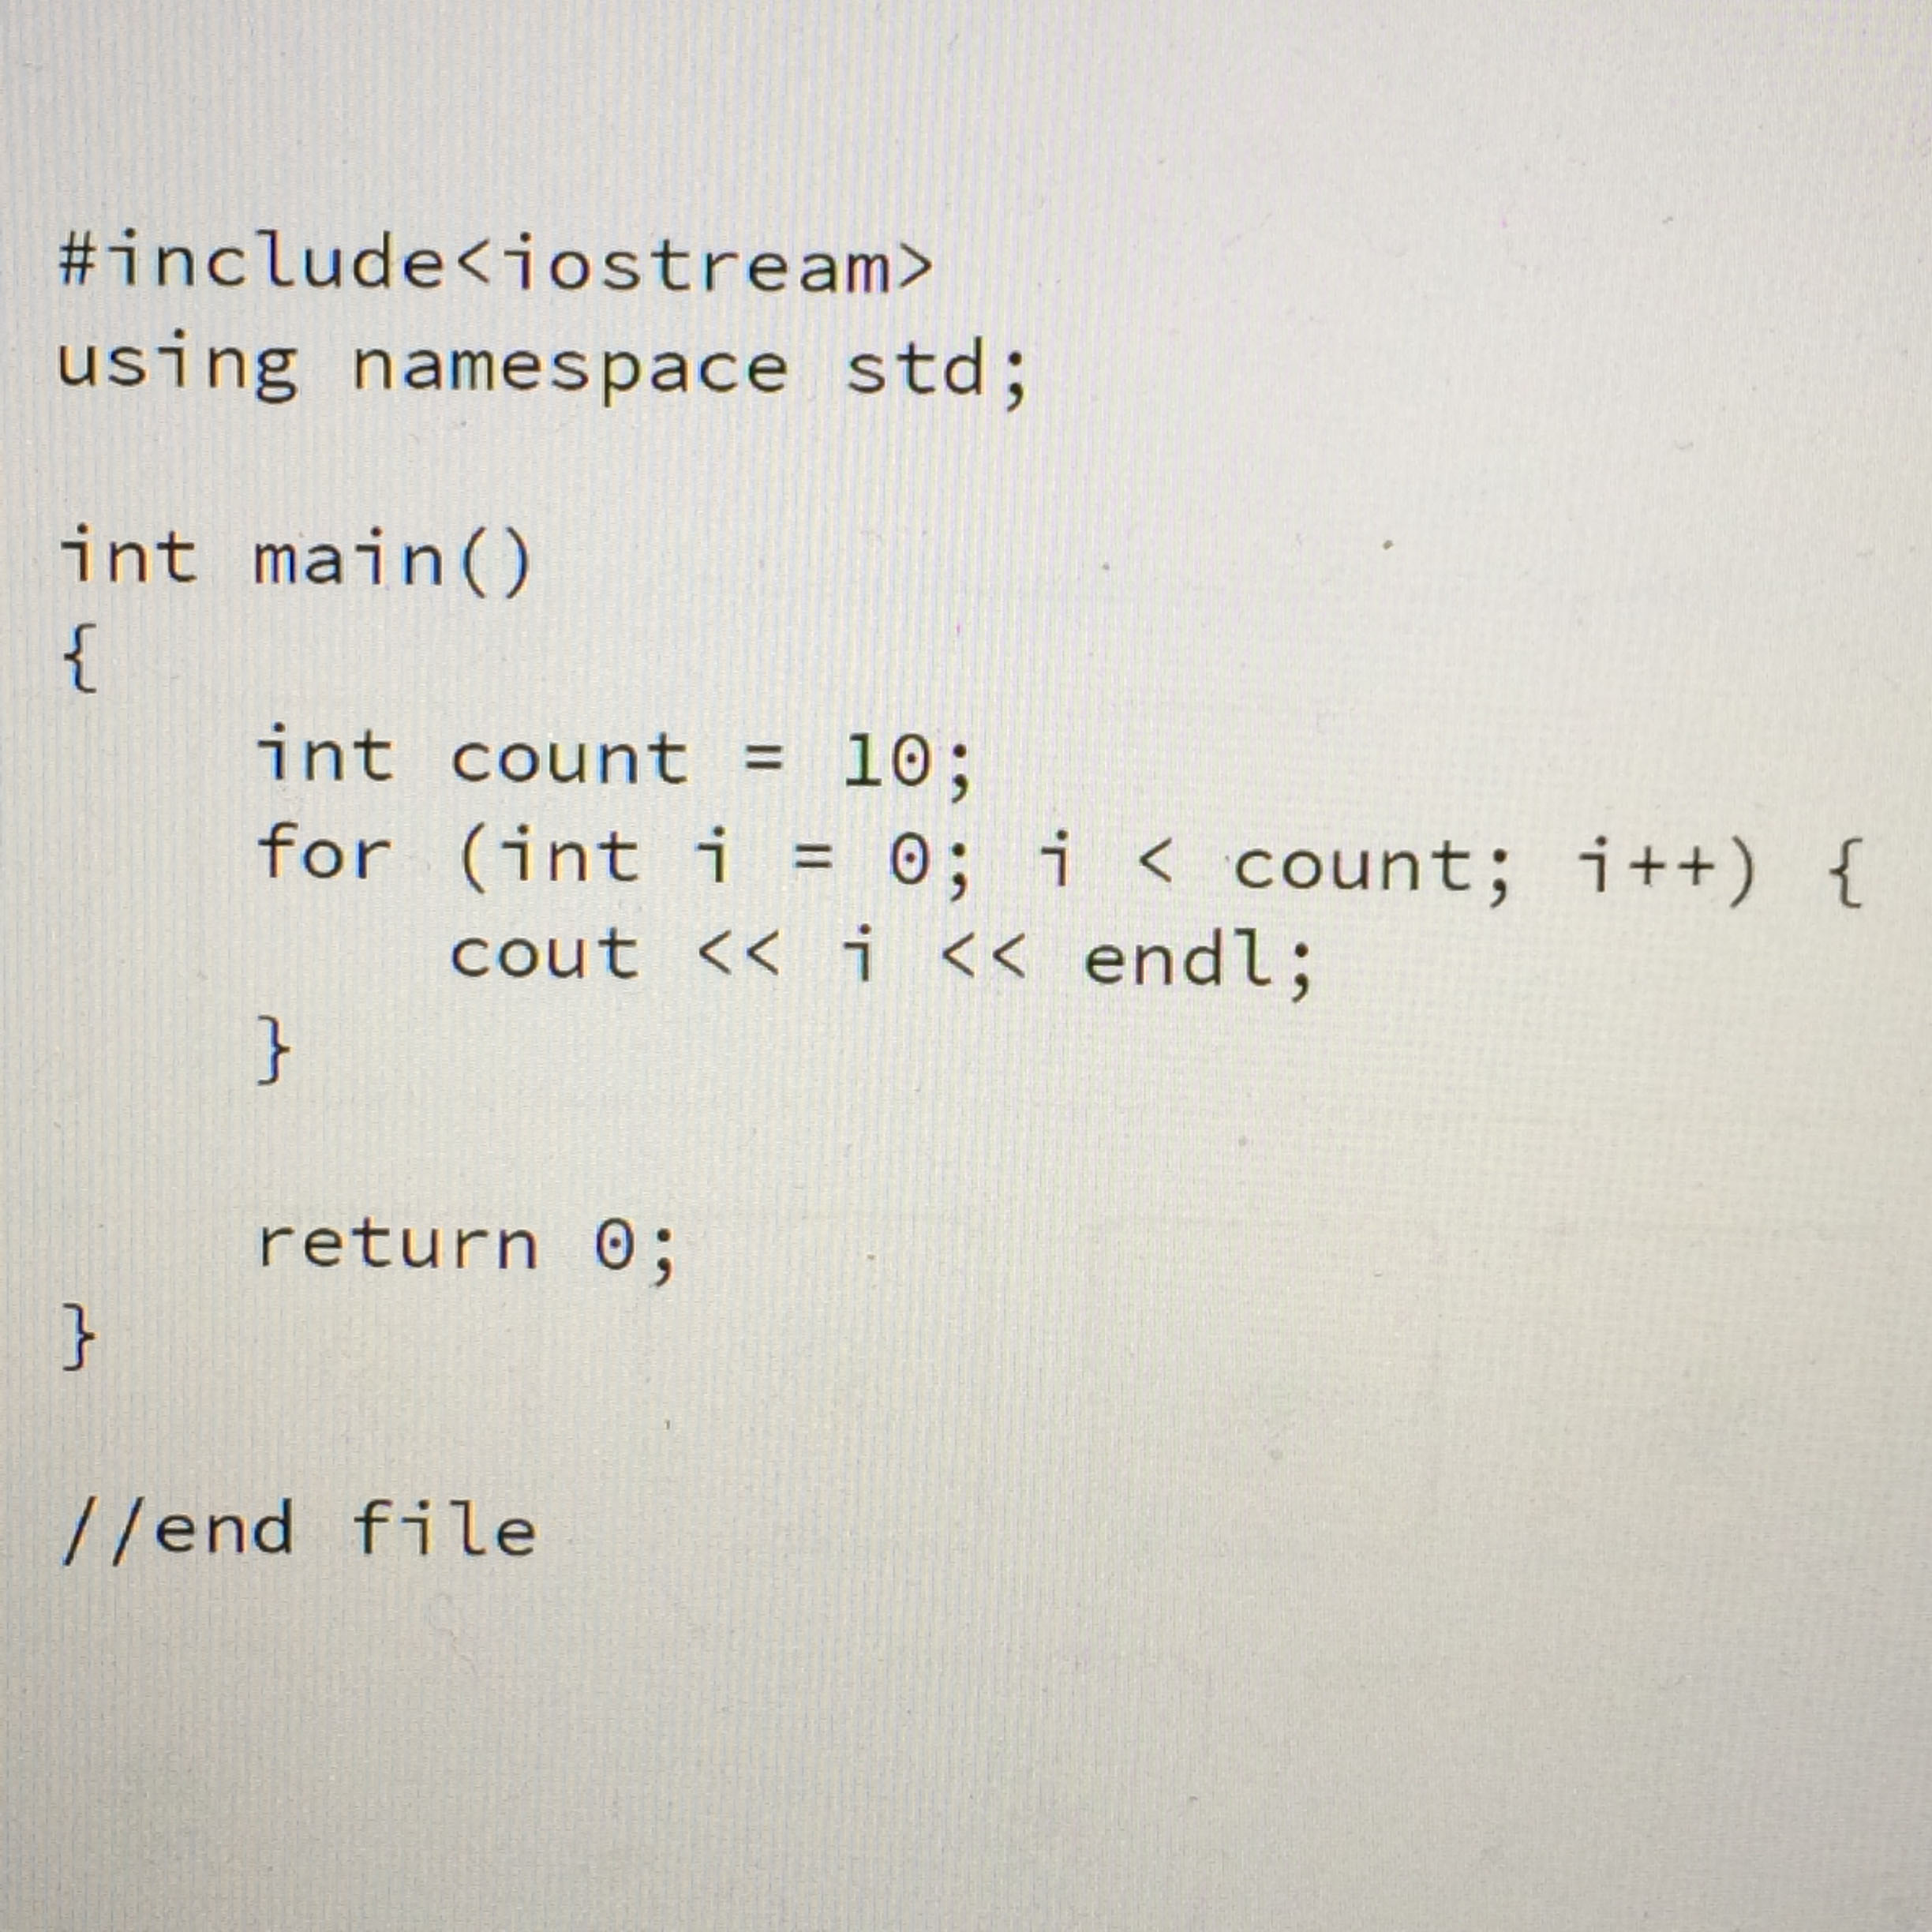 #include<iostream>
using namespace std;

int main()
{
    int count = 10;
    for (int i = 0; i < count; i++) {
        cout << i << endl;
    }

    return 0;
}

//end file